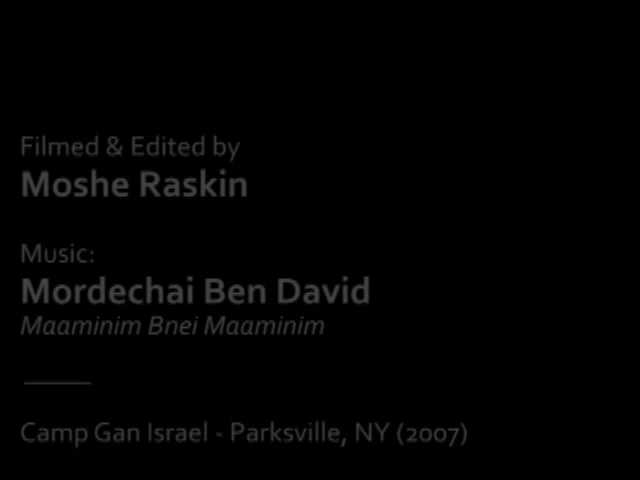 Filmed & Edited by
Moshe Raskin
Music:
Mordechai Ben David
Maaminim Bnei Maaminim
Camp Gan Israel - Parksville, NY (2007)